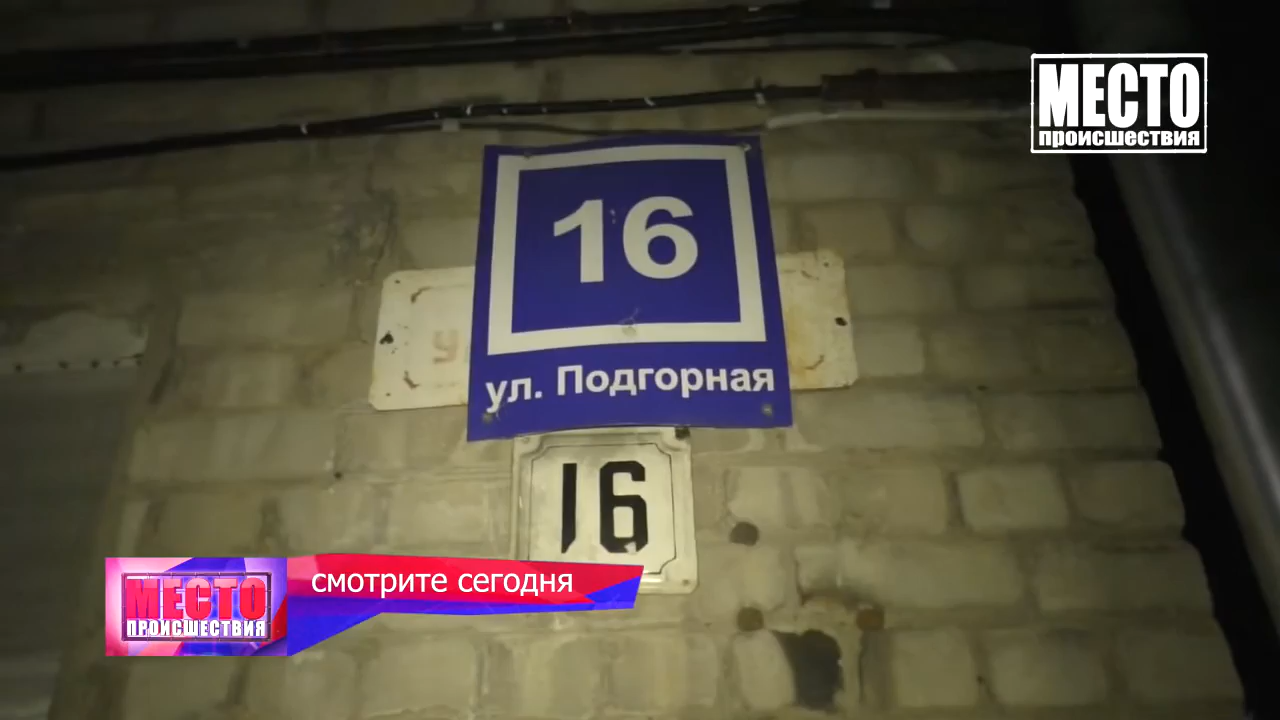 МЕСТО
ПРОИСШЕСТВИЯ
16
ул. Подгорная
16
смотрите сегодня
МЕСТО
ПРОИСШЕСТВИЯ